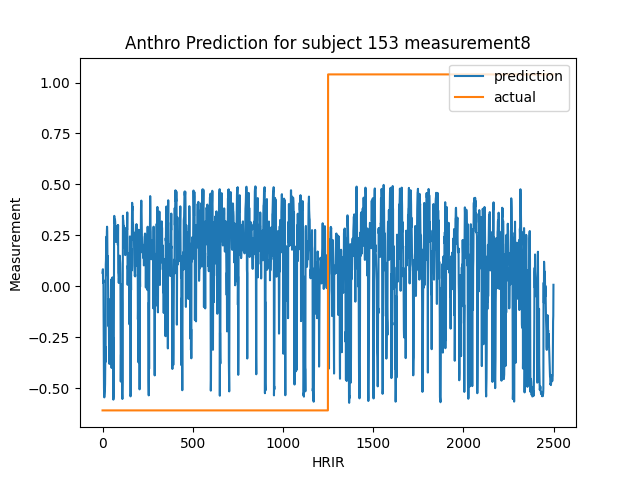 Anthro Prediction for subject 153 measurement8
prediction
actual
1.00
0.75
0.50
0.25
0.00
−0.25
−0.50
Measurement
0
500
1000
1500
2000
2500
HRIR